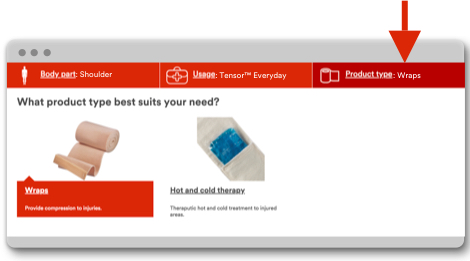 Body part: Shoulder
Usage: Tensor™ Everyday
Product type: Wraps
What product type best suits your need?
Wraps
Provide compression to injuries.
Hot and cold therapy
Theraputic hot and cold treatment to injured
areas.